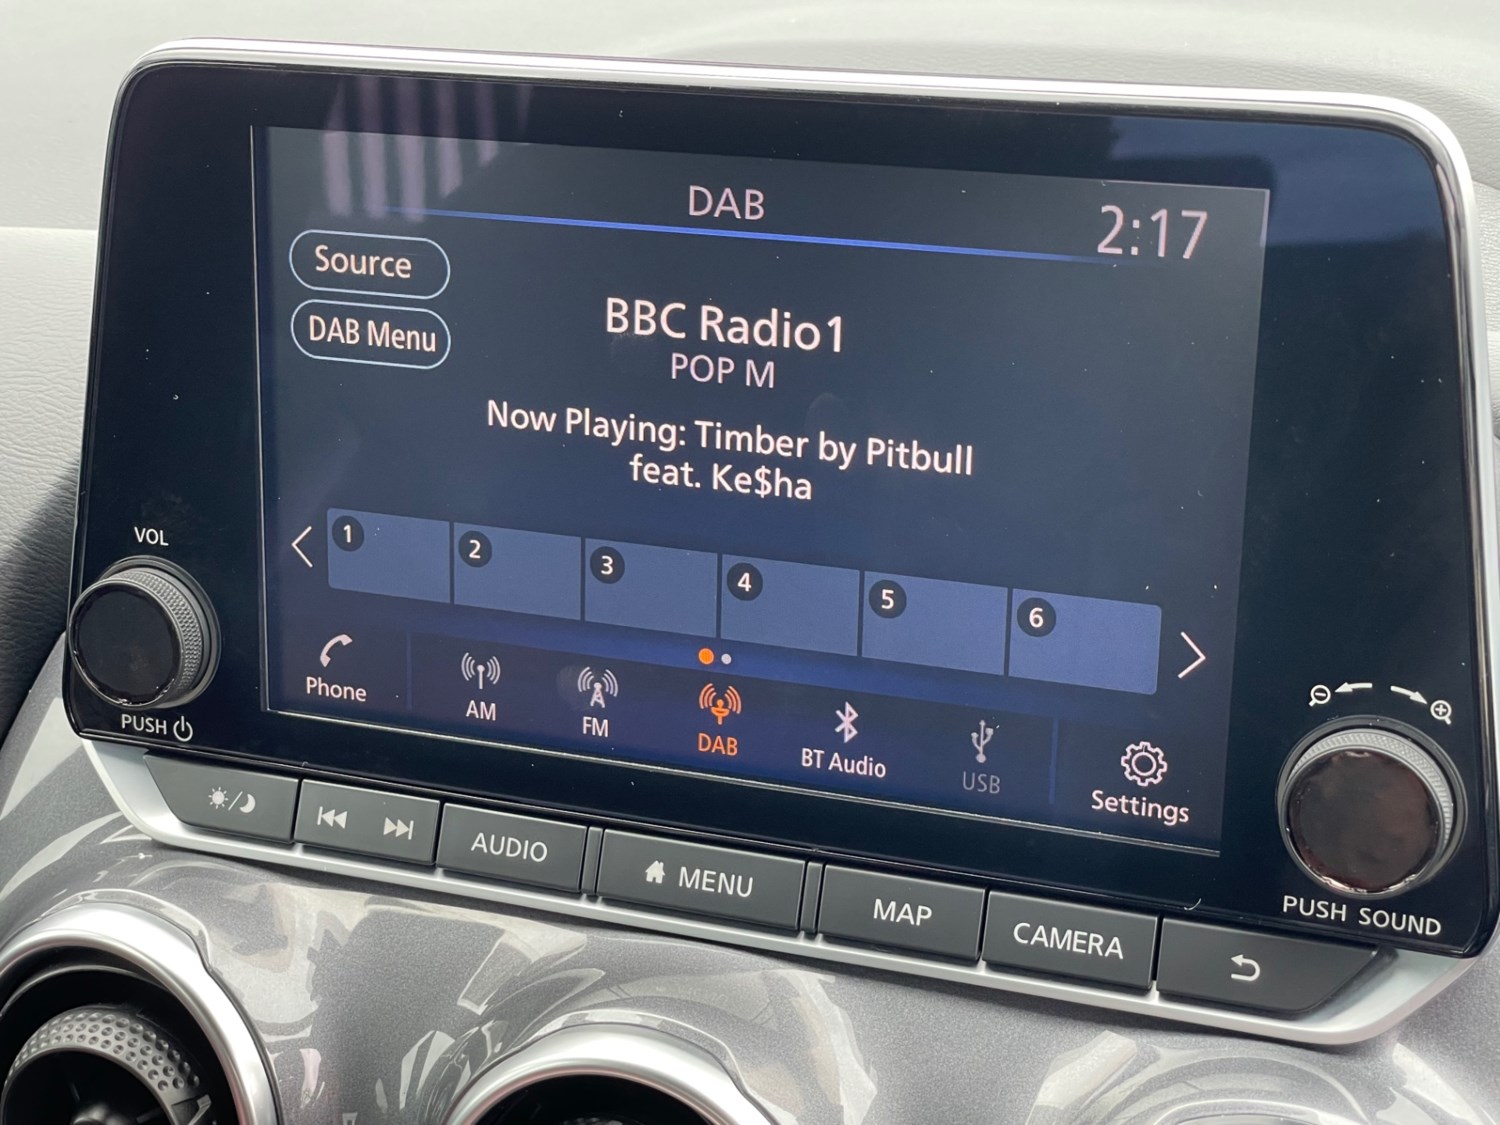 DAB
2:17
Source
DAB Menu
BBC Radio1
POP M
Now Playing: Timber by Pitbull
feat. Ke$ha
1 2 3 4 5 6
VOL
PUSH
Phone
AM
FM
DAB
BT Audio
USB
Settings
PUSH SOUND
AUDIO
MENU
MAP
CAMERA